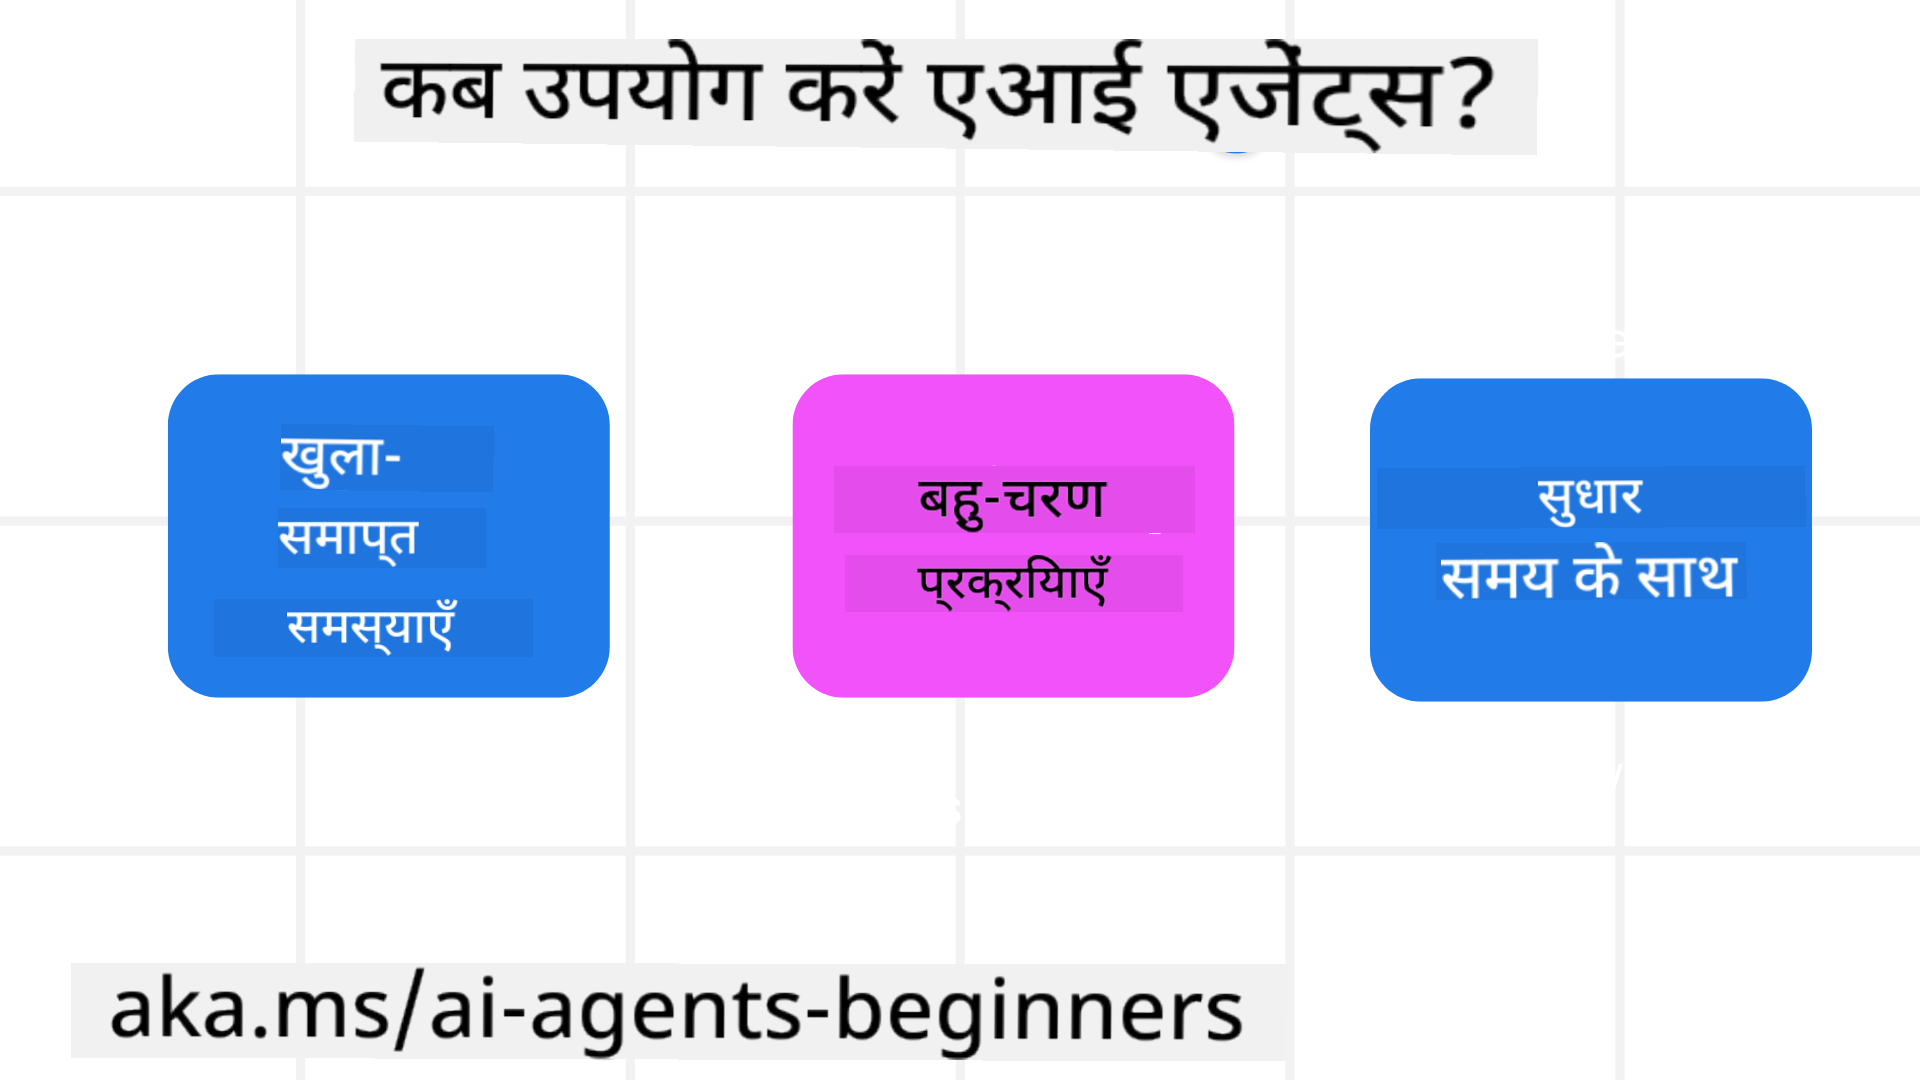 कब उपयोग करें एआई एजेंट्स?
खुला-
समाप्त
समस्याएँ
बहु-चरण
प्रक्रियाएँ
सुधार
समय के साथ
aka.ms/ai-agents-beginners